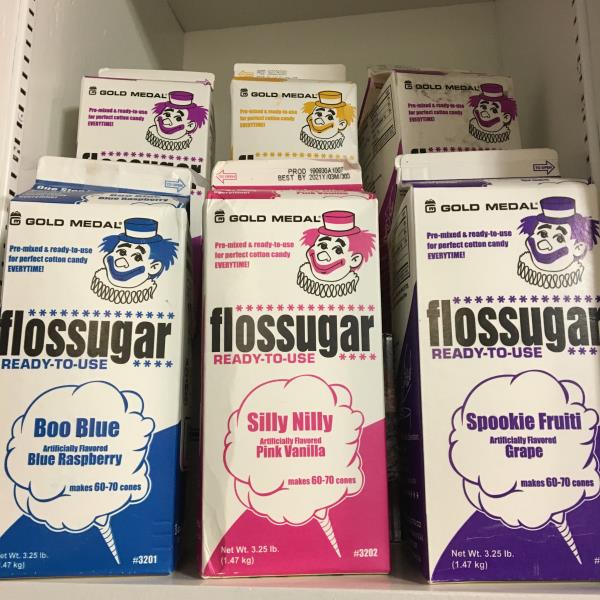 GOLD MEDAL®
Pre-mixed & ready-to-use
for perfect cotton candy
EVERYTIME!
flossugar
Pre-mixed & ready-to-use
for perfect cotton candy
EVERYTIME!
GOLD MEDAL
Pre-mixed & ready-to-use
for perfect cotton candy
EVERYTIME!
Blue Raspberry
GOLD MEDAL®
Pre-mixed & ready-to-use
for perfect cotton candy
EVERYTIME!
flossugar
READY-TO-USE
Boo Blue
Artificially Flavored
Blue Raspberry
makes 60-70 cones
et Wt. 3.25 lb.
1.47 kg)
#3201
PROD
BEST BY
Pink Vanilla
GOLD MEDAL®
Pre-mixed & ready-to-use
for perfect cotton candy
EVERYTIME!
flossugar
READY-TO-USE
Silly Nilly
Artificially Flavored
Pink Vanilla
makes 60-70 cones
Net Wt. 3.25 lb.
(1.47 kg)
#3202
GOLD MEDAL®
Pre-mixed & ready-to-use
for perfect cotton candy
EVERYTIME!
flossugar
READY-TO-USE
Spookie Fruiti
Artificially Flavored
Grape
makes 60-70 cones
Net Wt. 3.25 lb.
(1.47 kg)
#